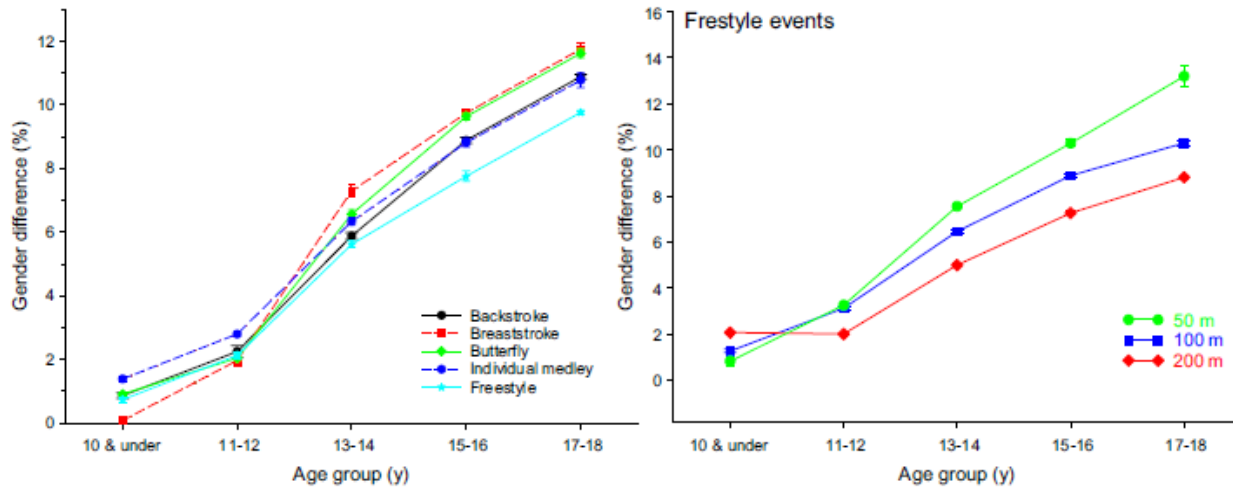 12
10
8
6
4
2
0
Gender difference (%)
Backstroke
Breaststroke
Butterfly
Individual medley
Freestyle
10 & under 11-12 13-14 15-16 17-18
Age group (y)
Frestyle events
16
14
12
10
8
6
4
2
0
Gender difference (%)
50 m
100 m
200 m
10 & under 11-12 13-14 15-16 17-18
Age group (y)